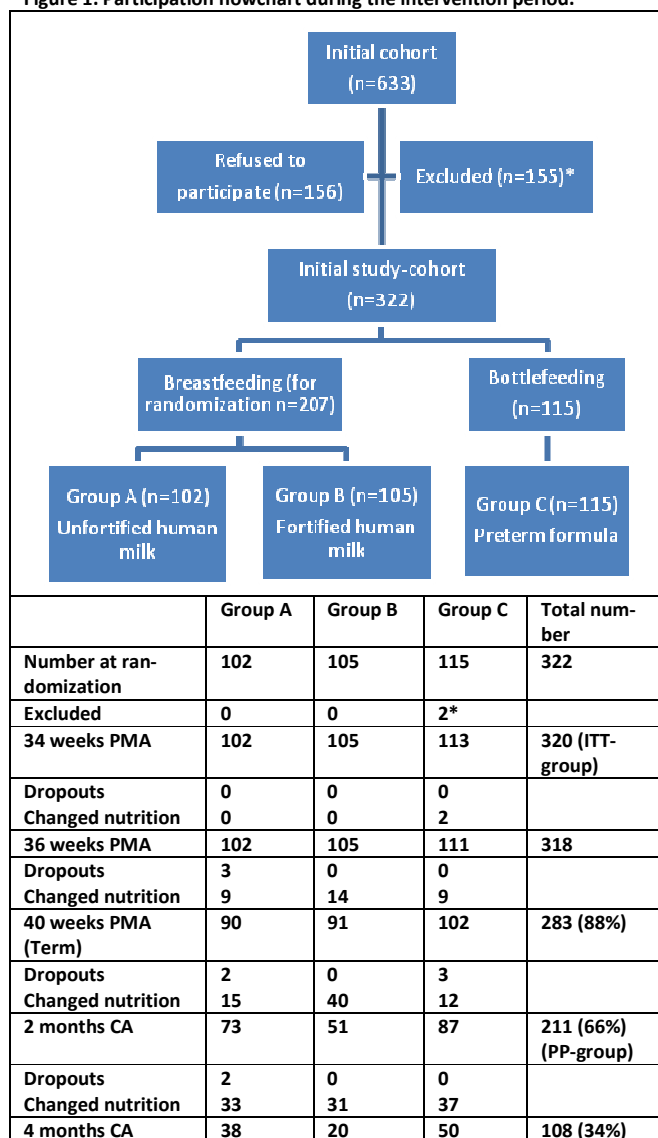 Figure 1. Participation flowchart during the intervention period.
Initial cohort
(n=633)
Refused to
participate (n=156)
Excluded (n=155)*
Initial study-cohort
(n=322)
Breastfeeding (for
randomization n=207)
Bottlefeeding
(n=115)
Group A (n=102)
Unfortified human
milk
Group B (n=105)
Fortified human
milk
Group C (n=115)
Preterm formula
Group A Group B Group C Total num-
ber
Number at ran-
domization 102 105 115 322
Excluded 0 0 2*
34 weeks PMA 102 105 113 320 (ITT-
group)
Dropouts 0 0 0
Changed nutrition 0 0 2
36 weeks PMA 102 105 111 318
Dropouts 3 0 0
Changed nutrition 9 14 9
40 weeks PMA 90 91 102 283 (88%)
(Term)
Dropouts 2 0 3
Changed nutrition 15 40 12
2 months CA 73 51 87 211 (66%)
(PP-group)
Dropouts 2 0 0
Changed nutrition 33 31 37
4 months CA 38 20 50 108 (34%)